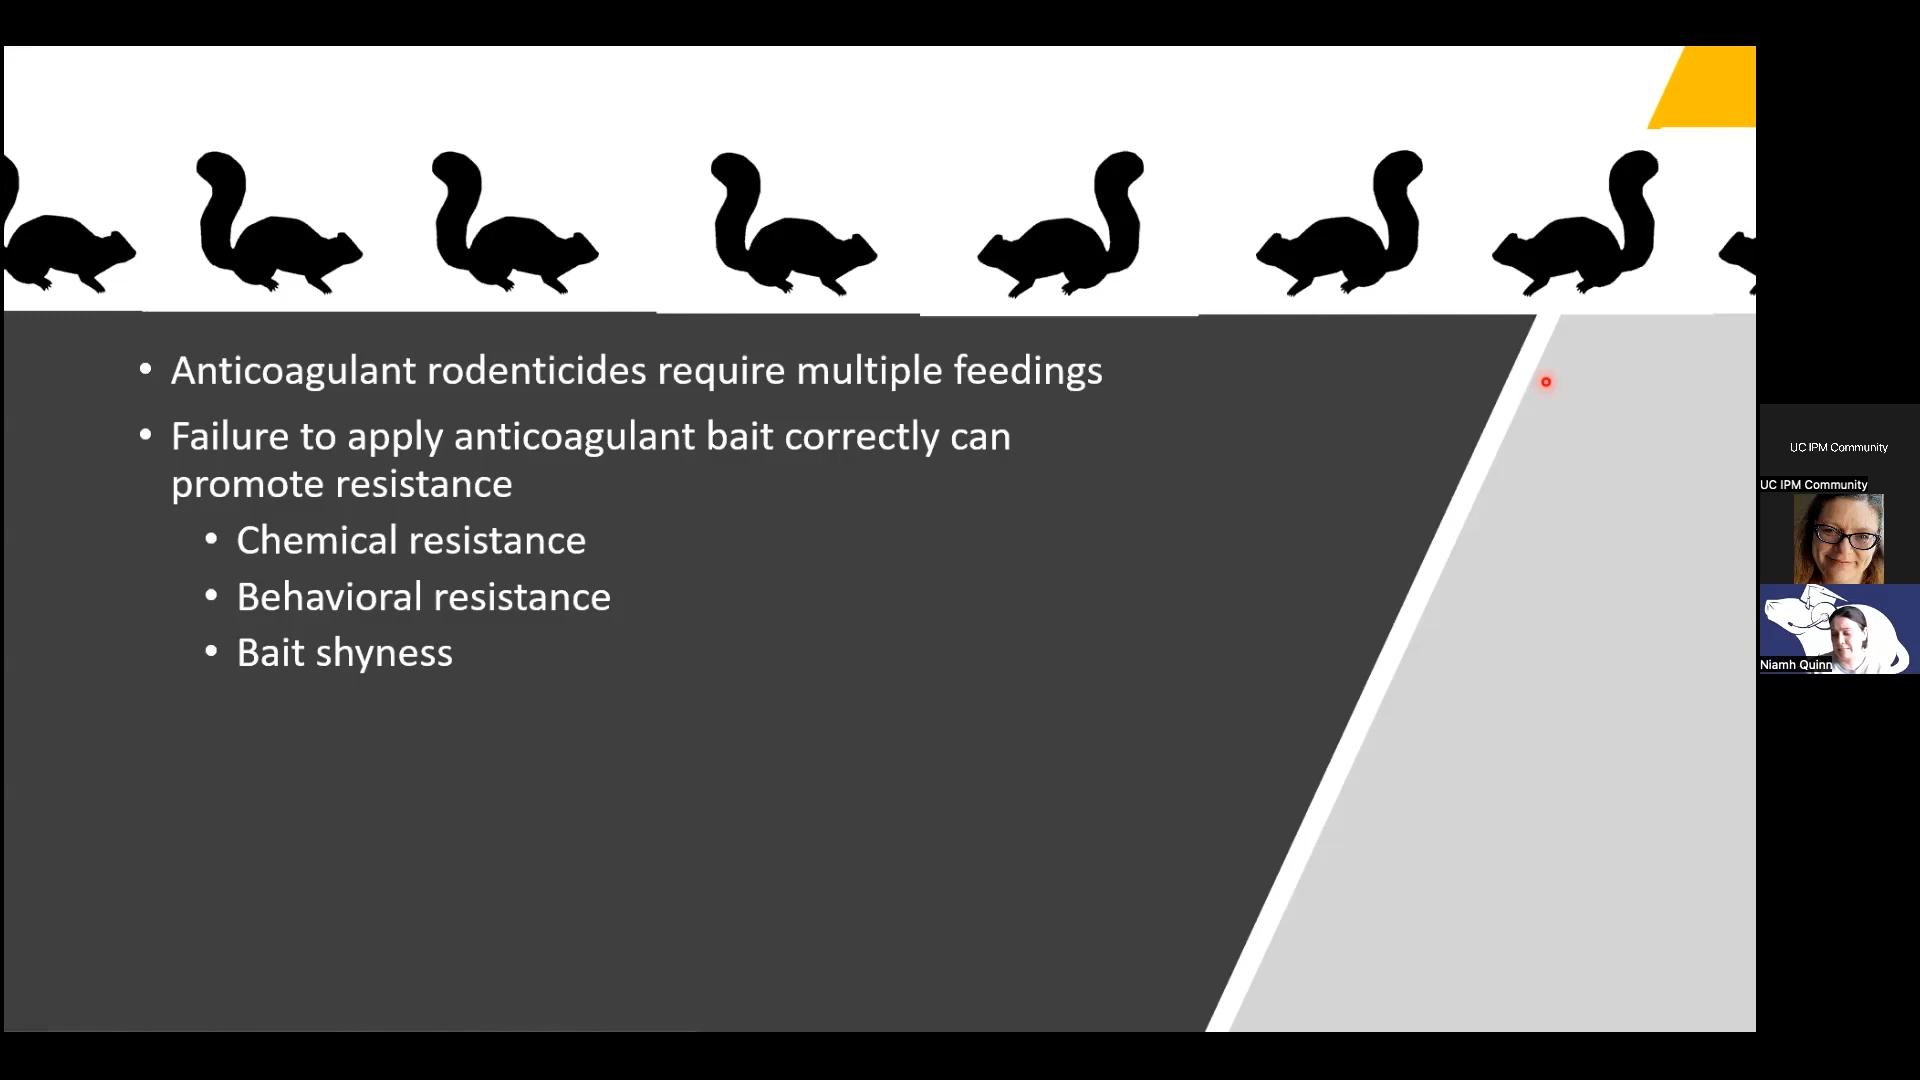 • Anticoagulant rodenticides require multiple feedings
• Failure to apply anticoagulant bait correctly can
promote resistance
• Chemical resistance
• Behavioral resistance
• Bait shyness
UC IPM Community
UC IPM Community
Niamh Quinn